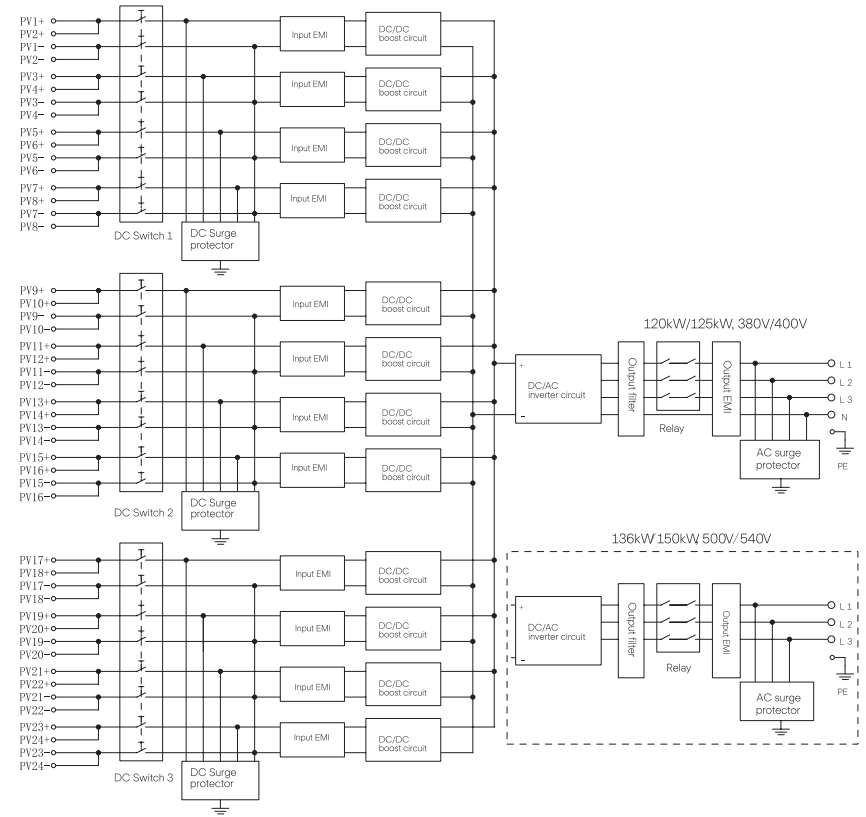 PV1+
PV2+
PV1−
PV2−
Input EMI
DC/DC
boost circuit
PV3+
PV4+
PV3−
PV4−
Input EMI
DC/DC
boost circuit
PV5+
PV6+
PV5−
PV6−
Input EMI
DC/DC
boost circuit
PV7+
PV8+
PV7−
PV8−
Input EMI
DC/DC
boost circuit
DC Switch 1
DC Surge
protector
PV9+
PV10+
PV9−
PV10−
Input EMI
DC/DC
boost circuit
PV11+
PV12+
PV11−
PV12−
Input EMI
DC/DC
boost circuit
PV13+
PV14+
PV13−
PV14−
Input EMI
DC/DC
boost circuit
PV15+
PV16+
PV15−
PV16−
Input EMI
DC/DC
boost circuit
DC Switch 2
DC Surge
protector
PV17+
PV18+
PV17−
PV18−
Input EMI
DC/DC
boost circuit
PV19+
PV20+
PV19−
PV20−
Input EMI
DC/DC
boost circuit
PV21+
PV22+
PV21−
PV22−
Input EMI
DC/DC
boost circuit
PV23+
PV24+
PV23−
PV24−
Input EMI
DC/DC
boost circuit
DC Switch 3
DC Surge
protector
120kW/125kW, 380V/400V
+
DC/AC
inverter circuit
−
Output filter
Relay
Output EMI
L 1
L 2
L 3
N
PE
AC surge
protector
136kW/150kW, 500V/540V
+
DC/AC
inverter circuit
−
Output filter
Relay
Output EMI
L 1
L 2
L 3
PE
AC surge
protector